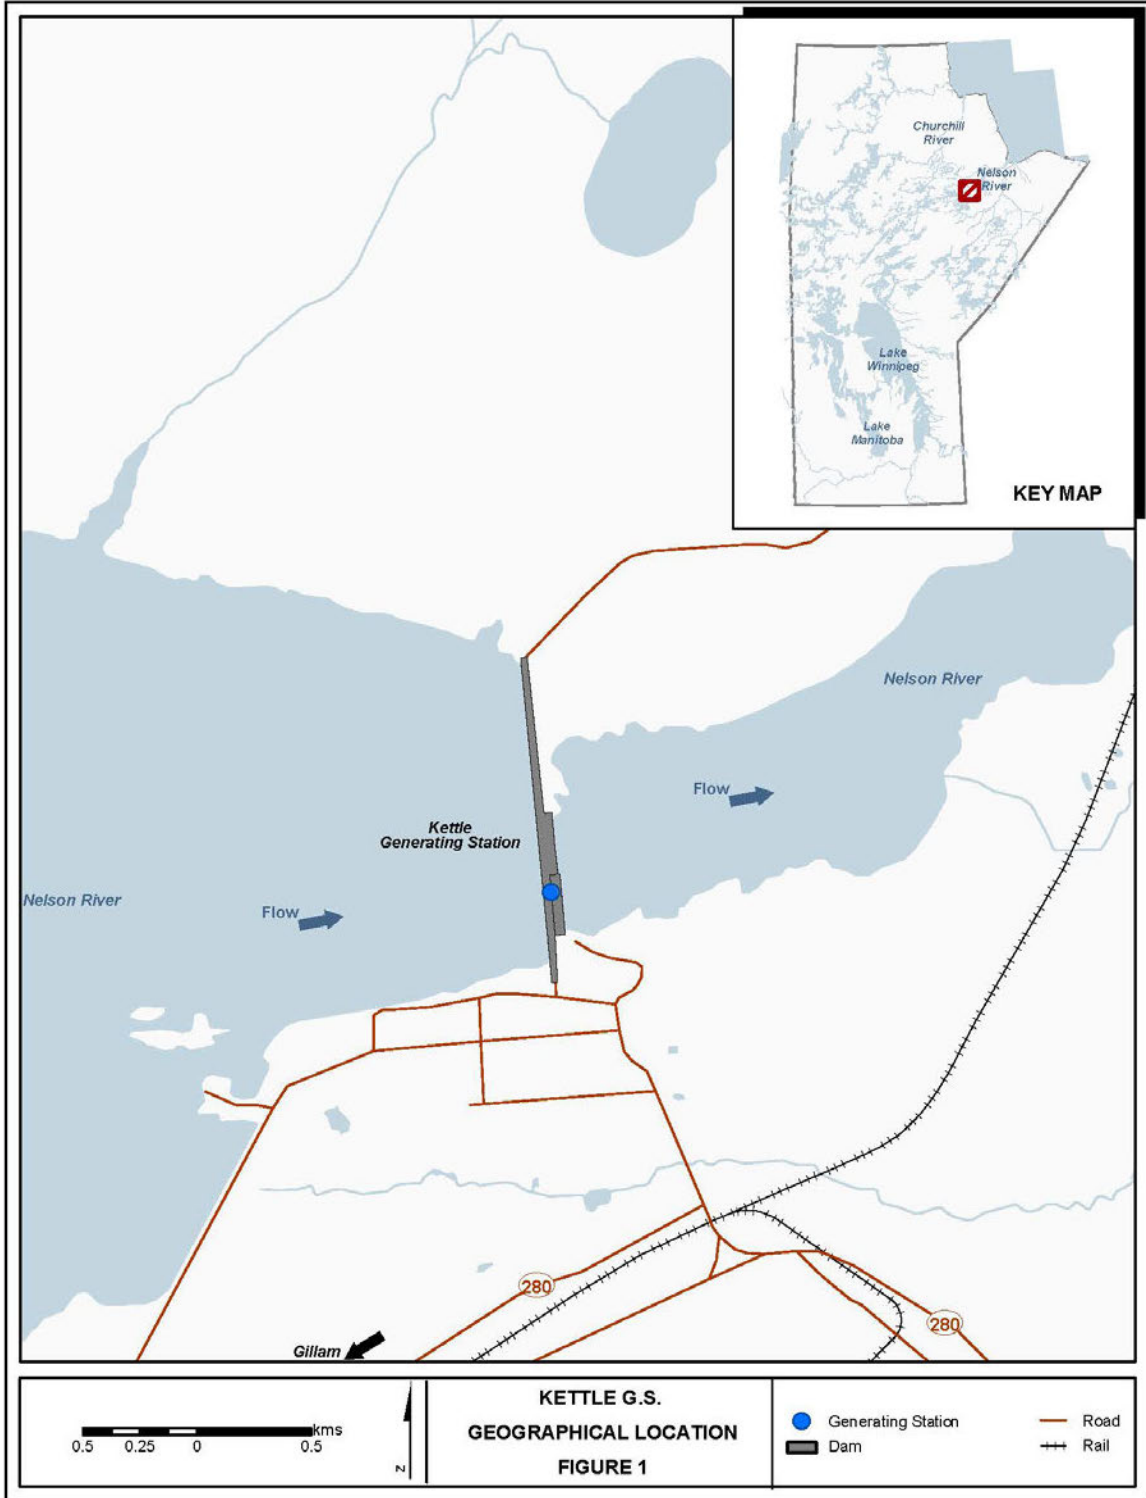 Churchill
River
Nelson
River
Lake
Winnipeg
Lake
Manitoba
KEY MAP
Nelson River
Flow
Kettle
Generating Station
Nelson River
Flow
280
280
Gillam
kms
0.5 0.25 0 0.5
N
KETTLE G.S.
GEOGRAPHICAL LOCATION
FIGURE 1
Generating Station
Dam
Road
Rail